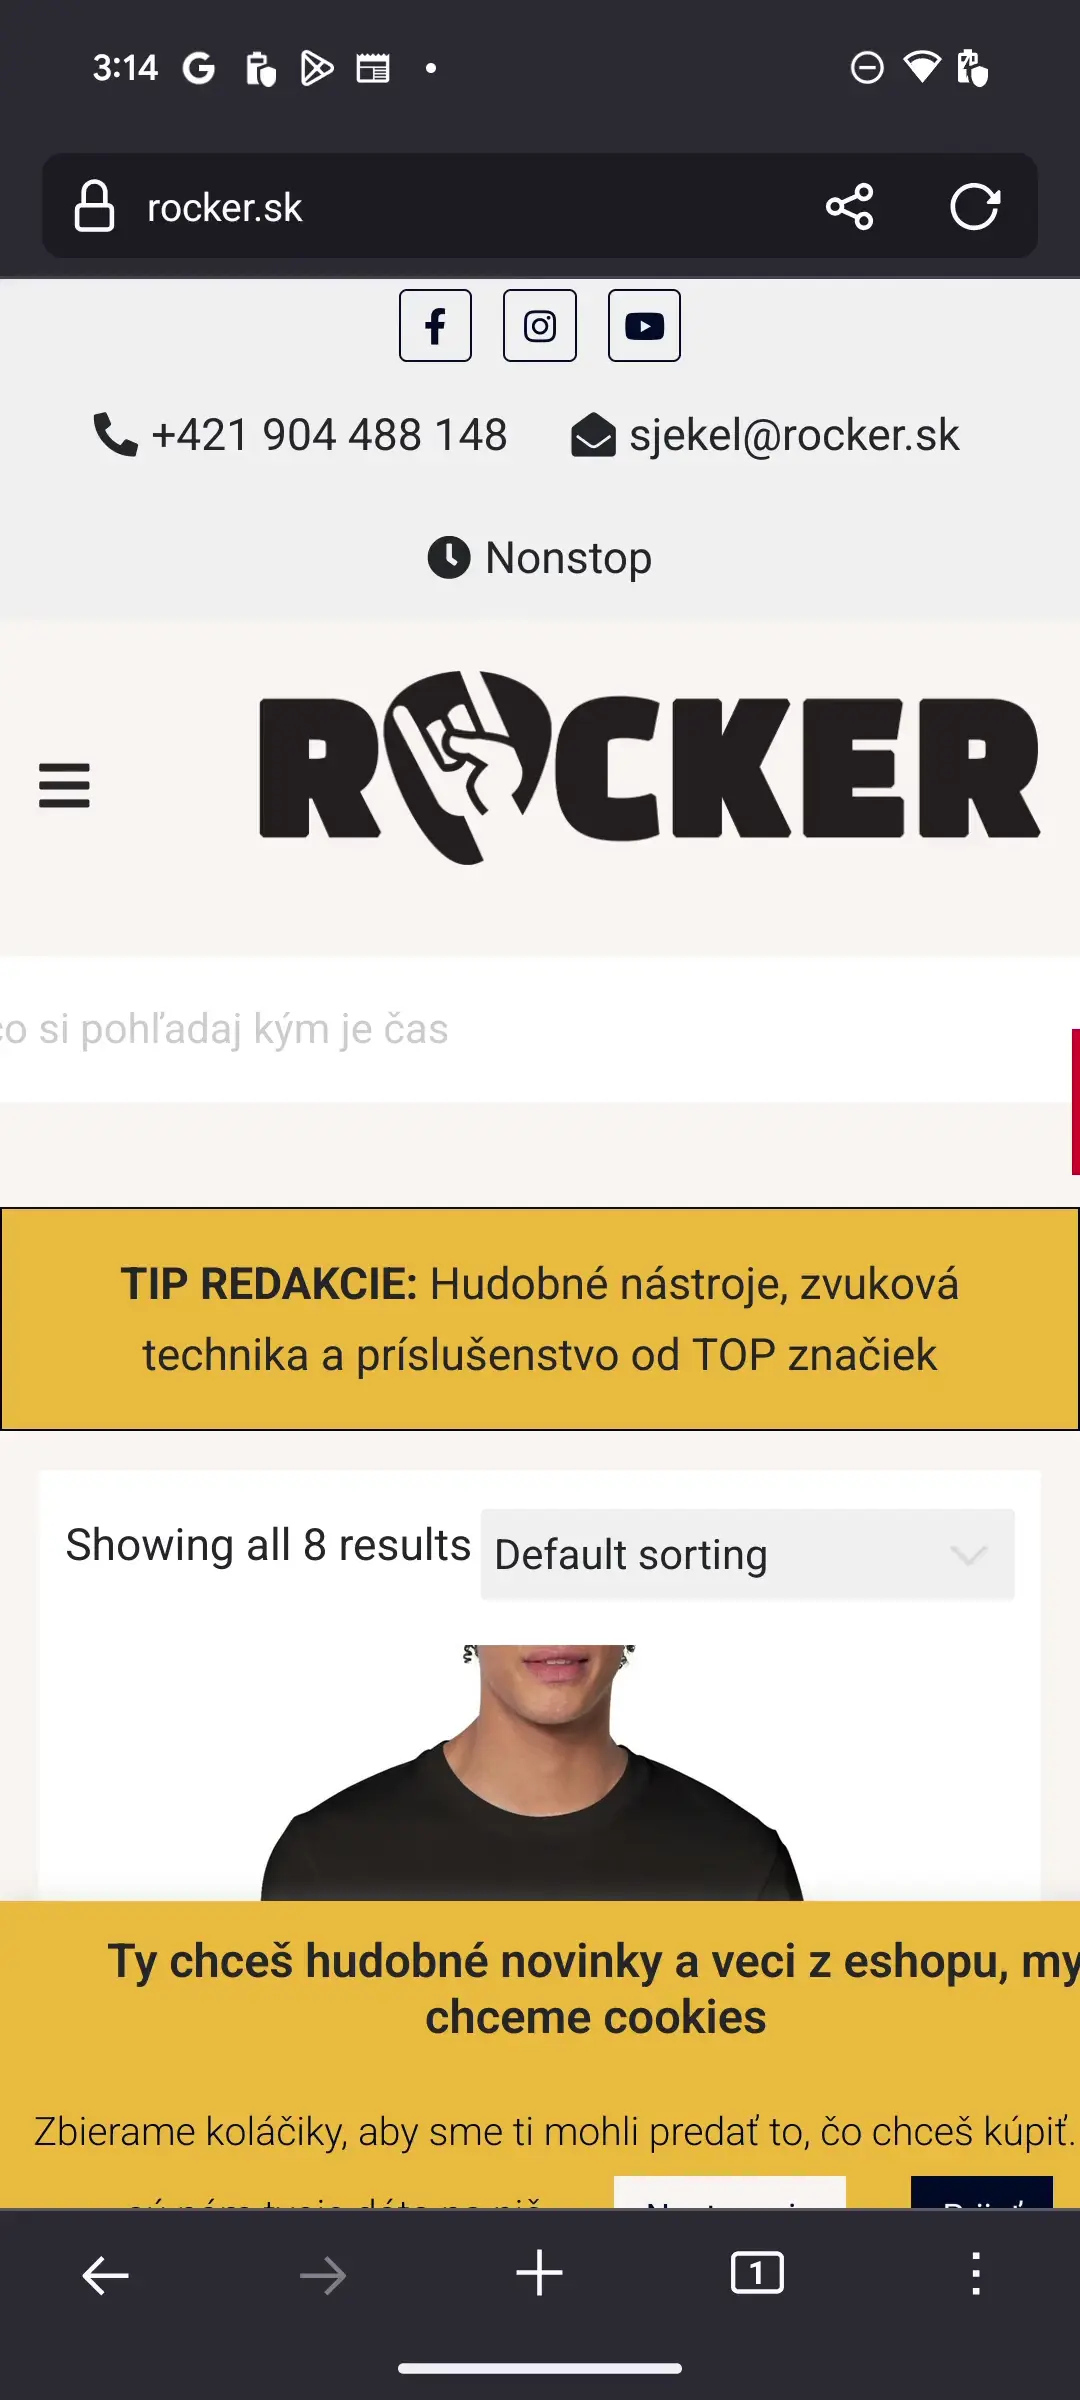 3:14
rocker.sk
+421 904 488 148 sjekel@rocker.sk
Nonstop
ROCKER
čo si pohľadaj kým je čas
TIP REDAKCIE: Hudobné nástroje, zvuková
technika a príslušenstvo od TOP značiek
Showing all 8 results Default sorting
Ty chceš hudobné novinky a veci z eshopu, my
chceme cookies
Zbierame koláčiky, aby sme ti mohli predať to, čo chceš kúpiť.
1